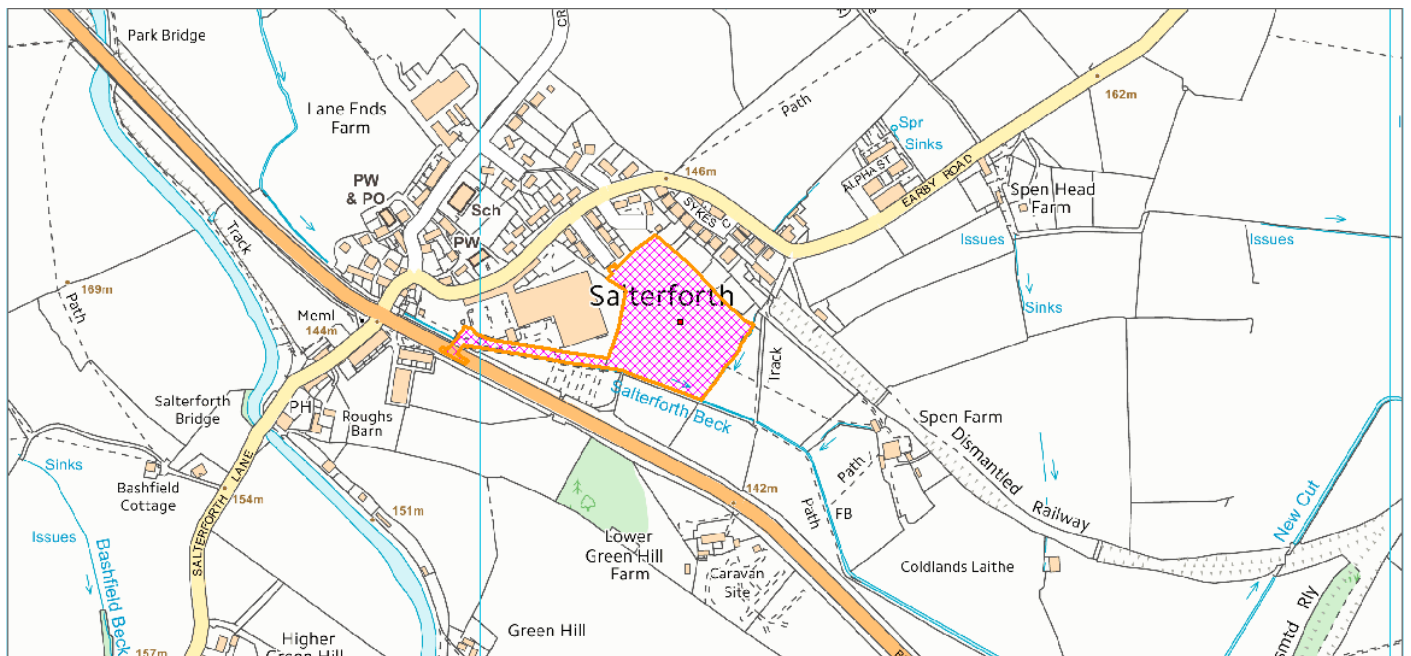 Park Bridge
CR
162m
Lane Ends
Farm
Path
Spr
Sinks
146m
ALPHA ST
EARBY ROAD
PW
& PO
Sch
SYKES
Spen Head
Farm
Track
PW
Issues
Issues
169m
Path
Salterforth
Sinks
Meml
144m
Track
Salterforth
Bridge
PH
Roughs
Barn
Salterforth Beck
Spen Farm
Sinks
Bashfield
Cottage
SALTERFORTH LANE
154m
Dismantled
Railway
142m
Path
Path
FB
New Cut
151m
Issues
Bashfield Beck
Lower
Green Hill
Farm
Caravan
Site
Coldlands Laithe
Green Hill
Higher
Green Hill
157m
smtd Rly